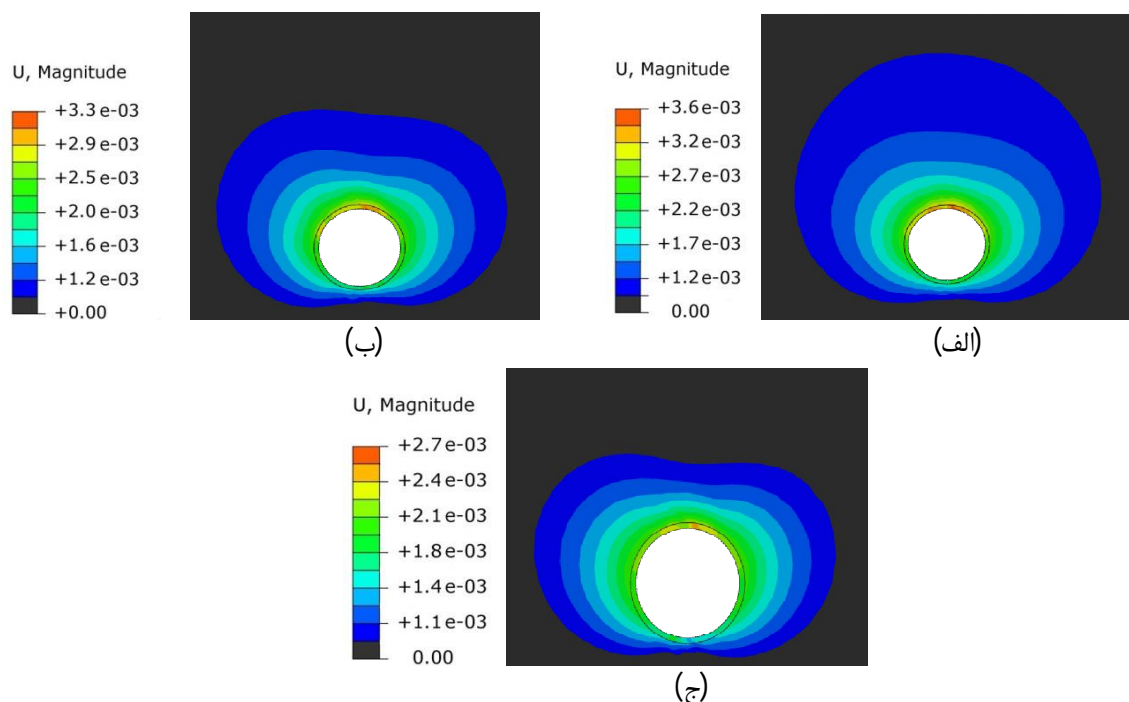 U, Magnitude
+3.3 e-03
+2.9 e-03
+2.5 e-03
+2.0 e-03
+1.6 e-03
+1.2 e-03
+0.00
(ب)
U, Magnitude
+3.6 e-03
+3.2 e-03
+2.7 e-03
+2.2 e-03
+1.7 e-03
+1.2 e-03
0.00
(الف)
U, Magnitude
+2.7 e-03
+2.4 e-03
+2.1 e-03
+1.8 e-03
+1.4 e-03
+1.1 e-03
0.00
(ج)